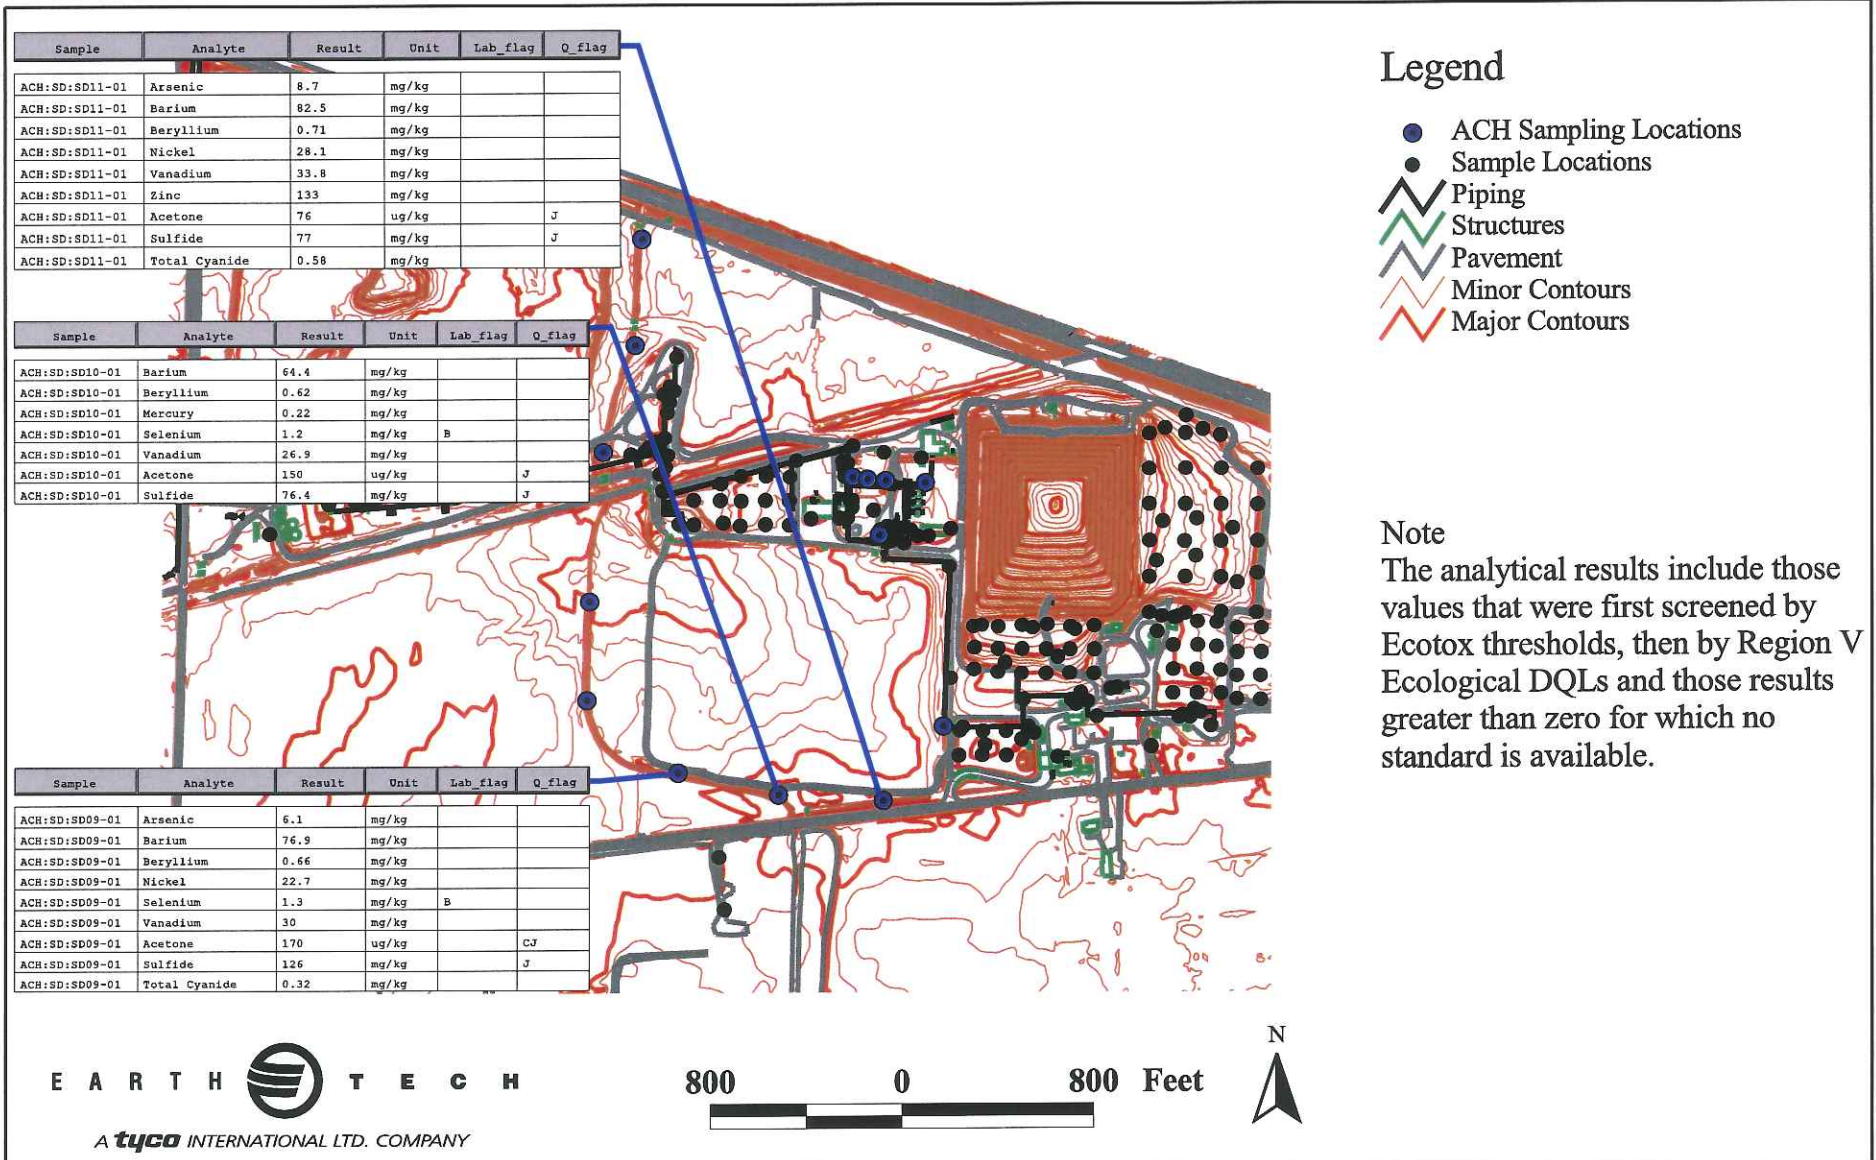 Sample Analyte Result Unit Lab_flag Q_flag
ACH:SD:SD11-01 Arsenic 8.7 mg/kg
ACH:SD:SD11-01 Barium 82.5 mg/kg
ACH:SD:SD11-01 Beryllium 0.71 mg/kg
ACH:SD:SD11-01 Nickel 28.1 mg/kg
ACH:SD:SD11-01 Vanadium 33.8 mg/kg
ACH:SD:SD11-01 Zinc 133 mg/kg
ACH:SD:SD11-01 Acetone 76 ug/kg J
ACH:SD:SD11-01 Sulfide 77 mg/kg J
ACH:SD:SD11-01 Total Cyanide 0.58 mg/kg
Sample Analyte Result Unit Lab_flag Q_flag
ACH:SD:SD10-01 Barium 64.4 mg/kg
ACH:SD:SD10-01 Beryllium 0.62 mg/kg
ACH:SD:SD10-01 Mercury 0.22 mg/kg
ACH:SD:SD10-01 Selenium 1.2 mg/kg B
ACH:SD:SD10-01 Vanadium 26.9 mg/kg
ACH:SD:SD10-01 Acetone 150 ug/kg J
ACH:SD:SD10-01 Sulfide 76.4 mg/kg J
Sample Analyte Result Unit Lab_flag Q_flag
ACH:SD:SD09-01 Arsenic 6.1 mg/kg
ACH:SD:SD09-01 Barium 76.9 mg/kg
ACH:SD:SD09-01 Beryllium 0.66 mg/kg
ACH:SD:SD09-01 Nickel 22.7 mg/kg
ACH:SD:SD09-01 Selenium 1.3 mg/kg B
ACH:SD:SD09-01 Vanadium 30 mg/kg
ACH:SD:SD09-01 Acetone 170 ug/kg CJ
ACH:SD:SD09-01 Sulfide 126 mg/kg J
ACH:SD:SD09-01 Total Cyanide 0.32 mg/kg
Legend
ACH Sampling Locations
Sample Locations
Piping
Structures
Pavement
Minor Contours
Major Contours
Note
The analytical results include those
values that were first screened by
Ecotox thresholds, then by Region V
Ecological DQLs and those results
greater than zero for which no
standard is available.
EARTH TECH
A tyco INTERNATIONAL LTD. COMPANY
800 0 800 Feet
N